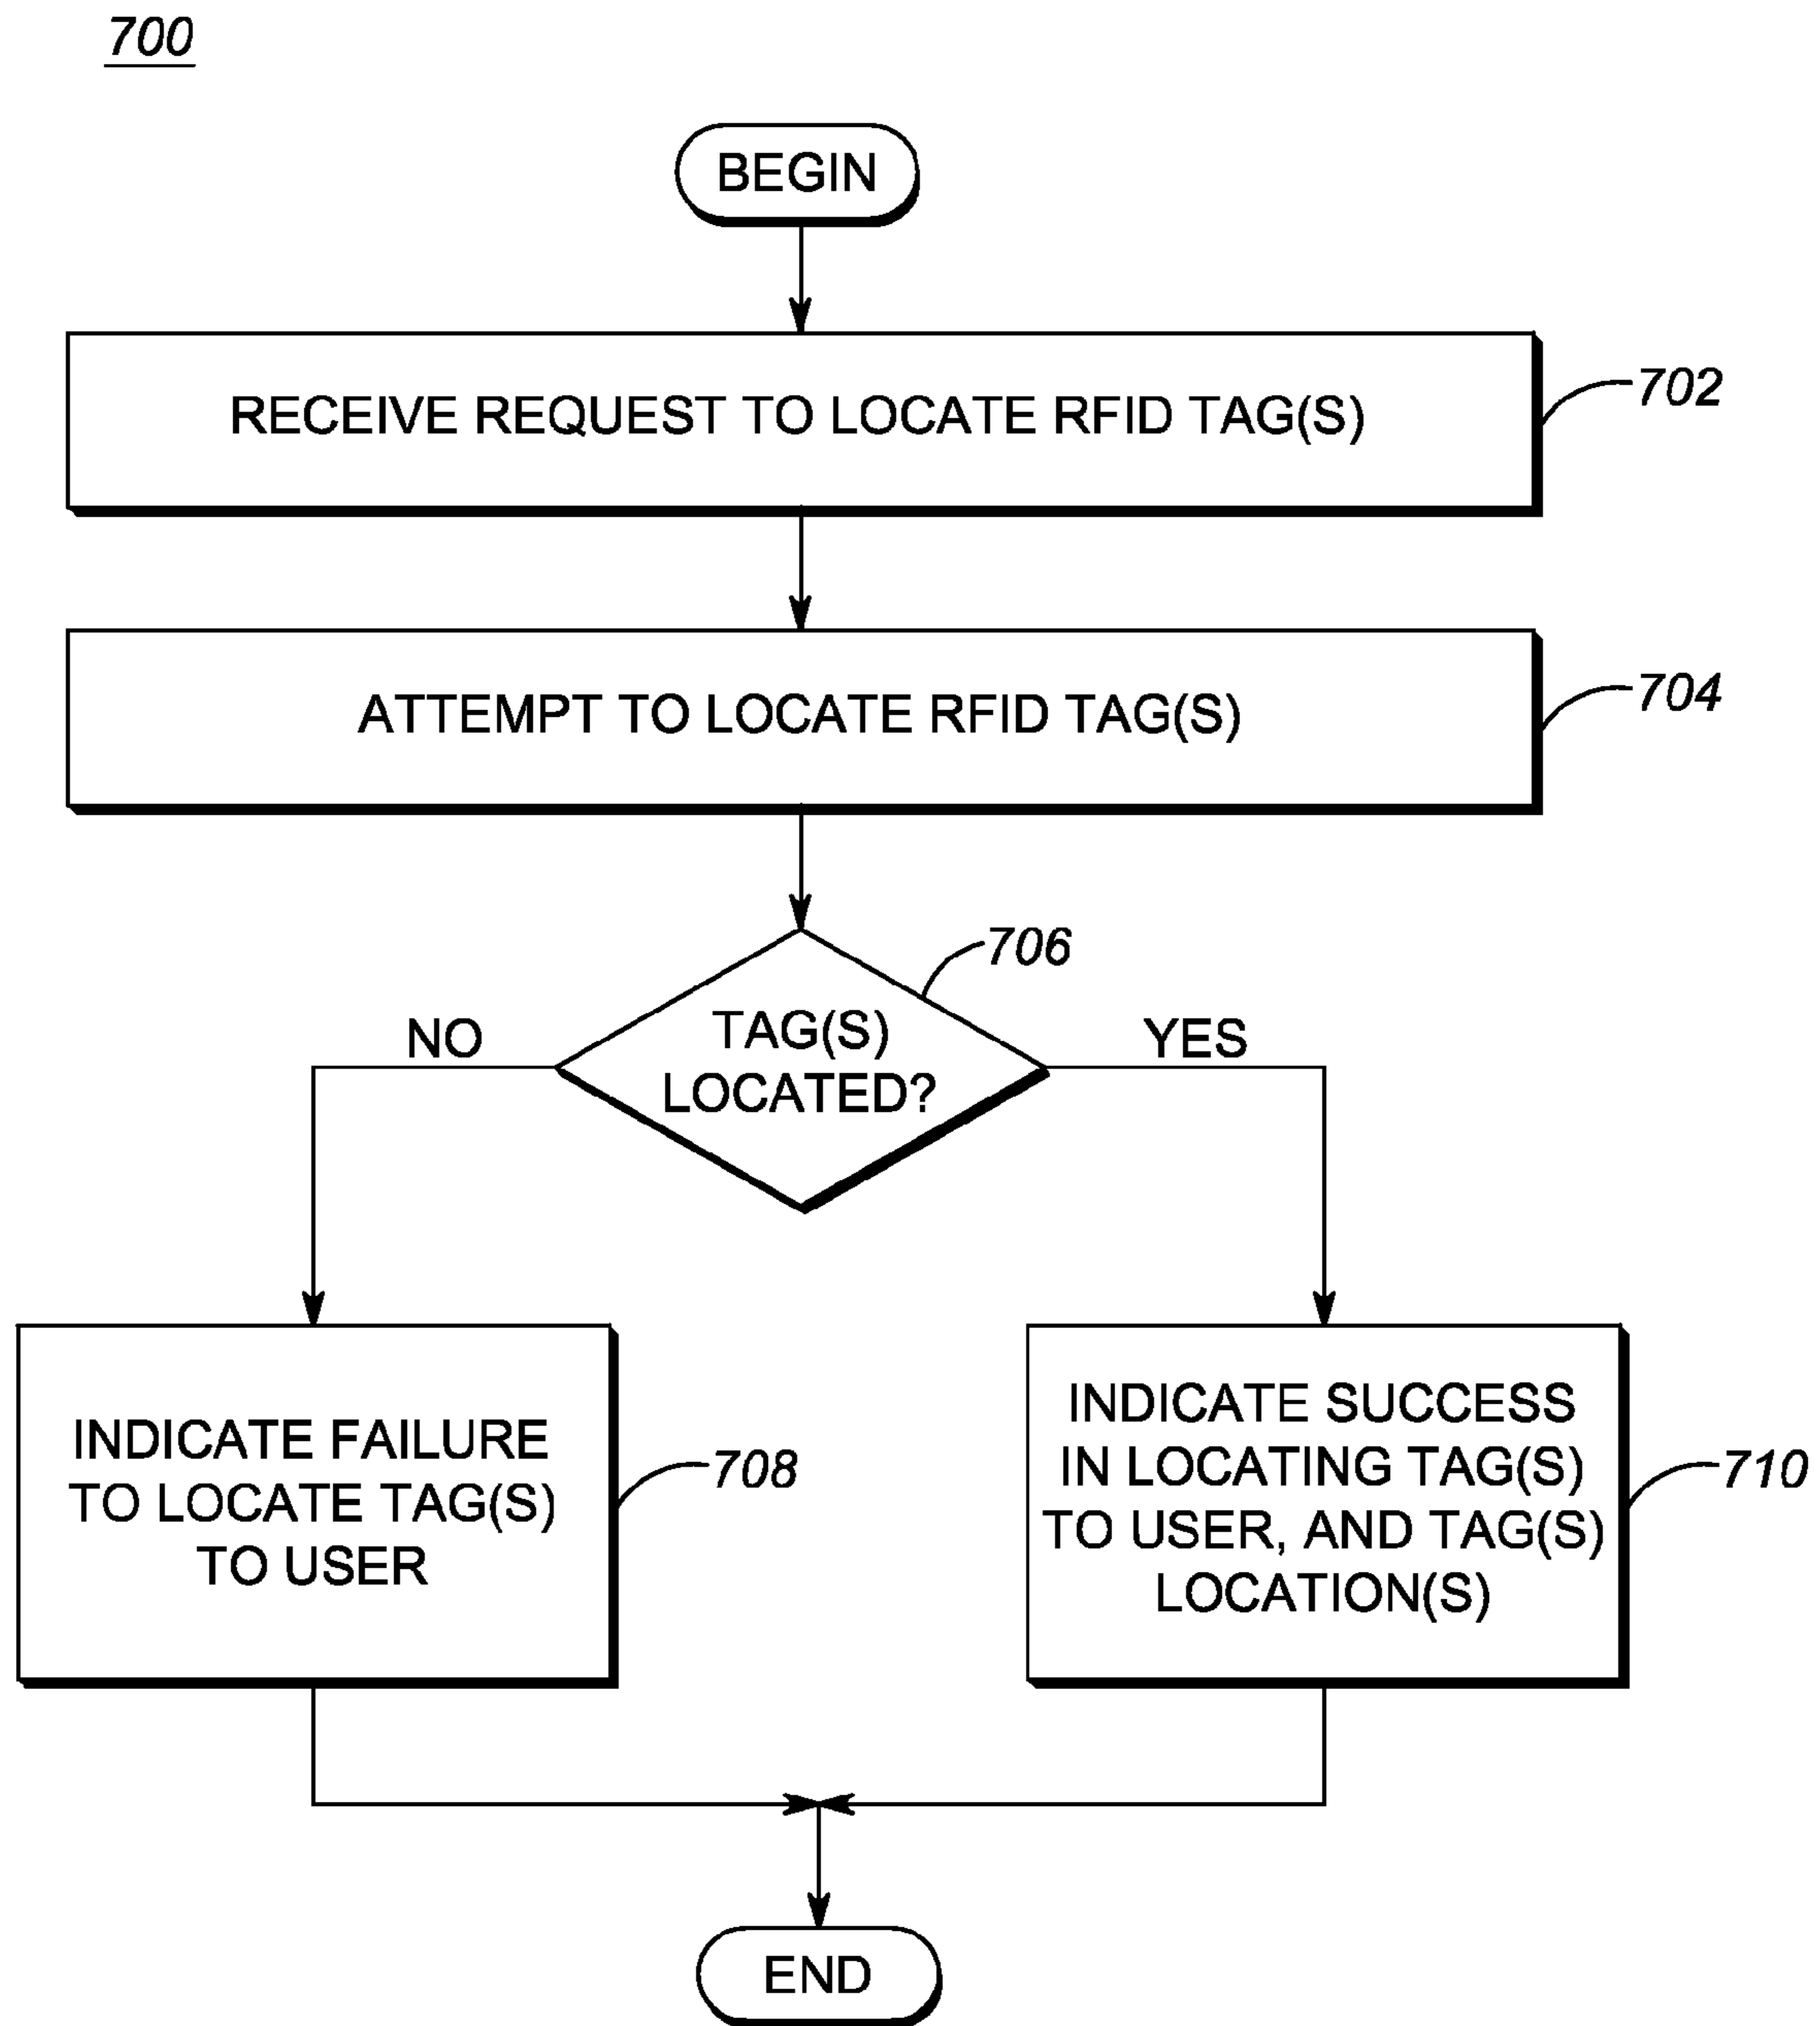 700
BEGIN
RECEIVE REQUEST TO LOCATE RFID TAG(S)
702
ATTEMPT TO LOCATE RFID TAG(S)
704
706
TAG(S)
LOCATED?
NO
YES
INDICATE FAILURE
TO LOCATE TAG(S)
TO USER
708
INDICATE SUCCESS
IN LOCATING TAG(S)
TO USER, AND TAG(S)
LOCATION(S)
710
END